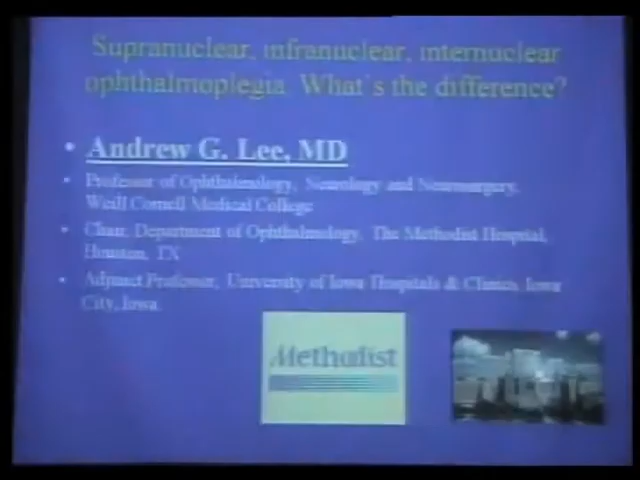 Supranuclear, infranuclear, internuclear
ophthalmoplegia. What's the difference?
• Andrew G. Lee, MD
• Professor of Ophthalmology, Neurology and Neurosurgery,
Weill Cornell Medical College
• Chair, Department of Ophthalmology, The Methodist Hospital,
Houston, TX
• Adjunct Professor, University of Iowa Hospitals & Clinics, Iowa
City, Iowa.
Methodist